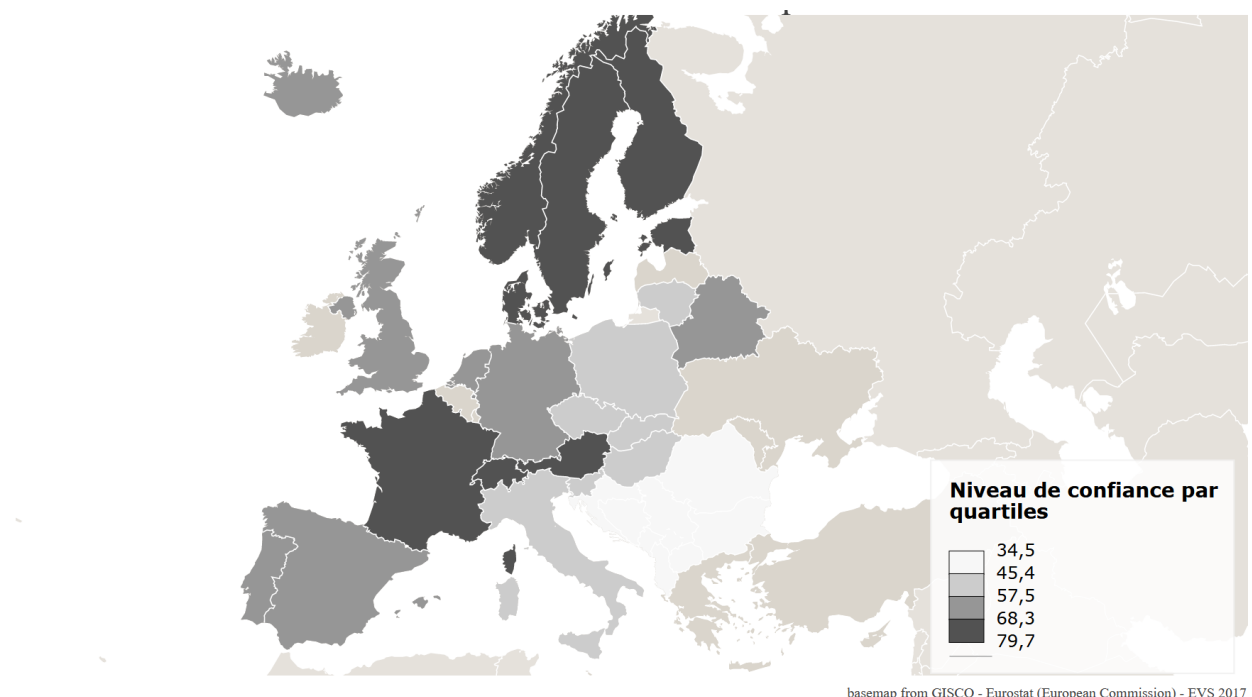 Niveau de confiance par
quartiles
34,5
45,4
57,5
68,3
79,7
basemap from GISCO - Eurostat (European Commission) - EVS 2017